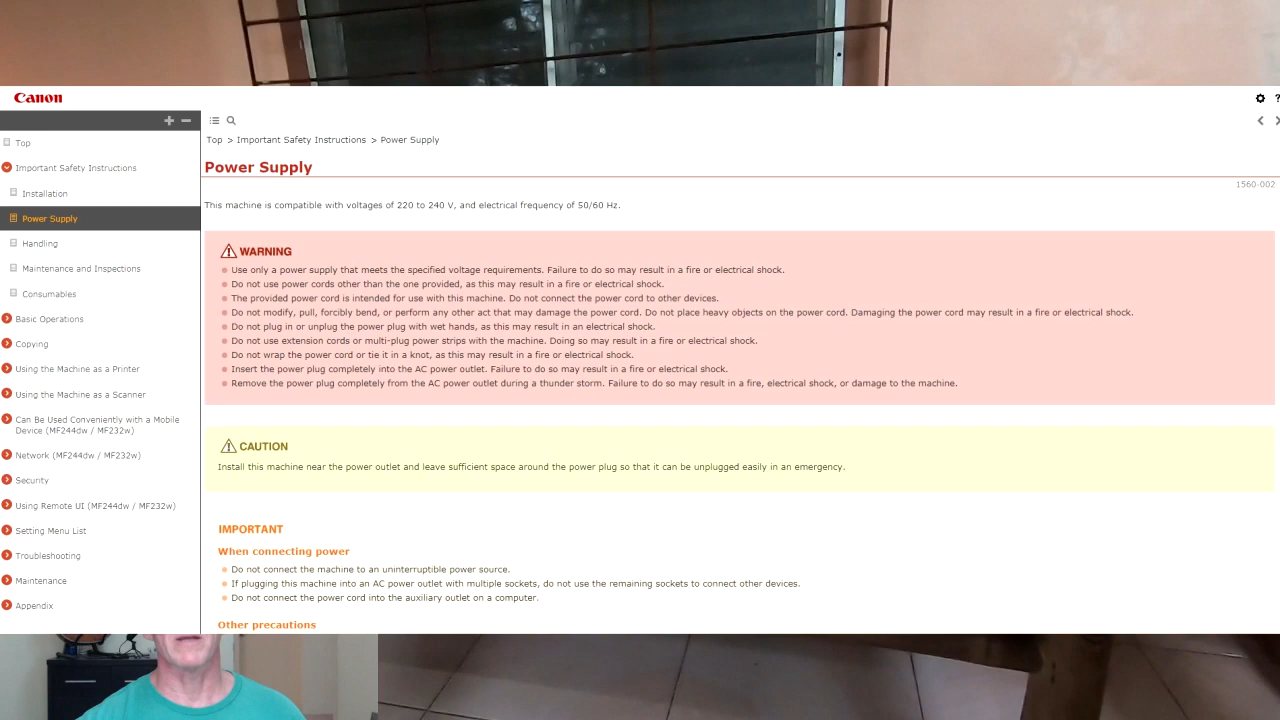 Canon
?
Top > Important Safety Instructions > Power Supply
Top
Important Safety Instructions
Installation
Power Supply
Handling
Maintenance and Inspections
Consumables
Basic Operations
Copying
Using the Machine as a Printer
Using the Machine as a Scanner
Can Be Used Conveniently with a Mobile
Device (MF244dw / MF232w)
Network (MF244dw / MF232w)
Security
Using Remote UI (MF244dw / MF232w)
Setting Menu List
Troubleshooting
Maintenance
Appendix
Power Supply
1560-002
This machine is compatible with voltages of 220 to 240 V, and electrical frequency of 50/60 Hz.
WARNING
Use only a power supply that meets the specified voltage requirements. Failure to do so may result in a fire or electrical shock.
Do not use power cords other than the one provided, as this may result in a fire or electrical shock.
The provided power cord is intended for use with this machine. Do not connect the power cord to other devices.
Do not modify, pull, forcibly bend, or perform any other act that may damage the power cord. Do not place heavy objects on the power cord. Damaging the power cord may result in a fire or electrical shock.
Do not plug in or unplug the power plug with wet hands, as this may result in an electrical shock.
Do not use extension cords or multi-plug power strips with the machine. Doing so may result in a fire or electrical shock.
Do not wrap the power cord or tie it in a knot, as this may result in a fire or electrical shock.
Insert the power plug completely into the AC power outlet. Failure to do so may result in a fire or electrical shock.
Remove the power plug completely from the AC power outlet during a thunder storm. Failure to do so may result in a fire, electrical shock, or damage to the machine.
CAUTION
Install this machine near the power outlet and leave sufficient space around the power plug so that it can be unplugged easily in an emergency.
IMPORTANT
When connecting power
Do not connect the machine to an uninterruptible power source.
If plugging this machine into an AC power outlet with multiple sockets, do not use the remaining sockets to connect other devices.
Do not connect the power cord into the auxiliary outlet on a computer.
Other precautions